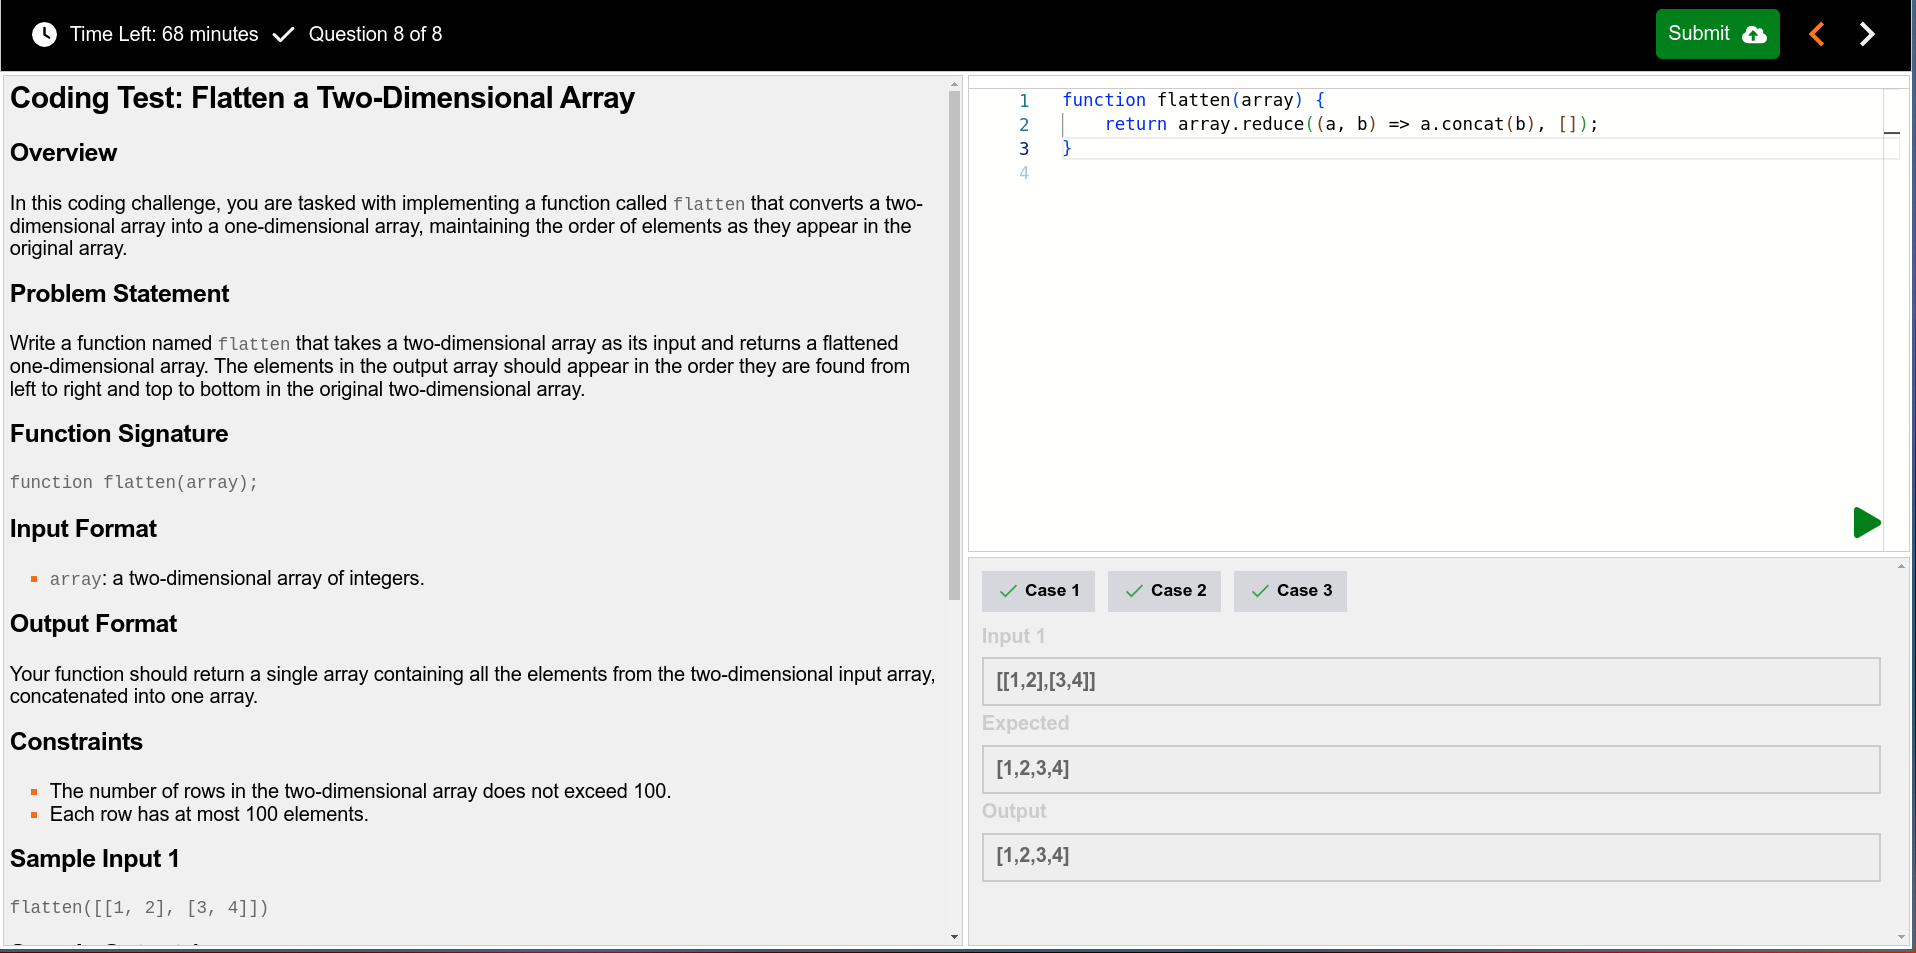 Time Left: 68 minutes Question 8 of 8
Submit
Coding Test: Flatten a Two-Dimensional Array
Overview
In this coding challenge, you are tasked with implementing a function called flatten that converts a two-
dimensional array into a one-dimensional array, maintaining the order of elements as they appear in the
original array.
Problem Statement
Write a function named flatten that takes a two-dimensional array as its input and returns a flattened
one-dimensional array. The elements in the output array should appear in the order they are found from
left to right and top to bottom in the original two-dimensional array.
Function Signature
function flatten(array);
Input Format
array: a two-dimensional array of integers.
Output Format
Your function should return a single array containing all the elements from the two-dimensional input array,
concatenated into one array.
Constraints
The number of rows in the two-dimensional array does not exceed 100.
Each row has at most 100 elements.
Sample Input 1
flatten([[1, 2], [3, 4]])
1 function flatten(array) {
2 return array.reduce((a, b) => a.concat(b), []);
3 }
4
Case 1 Case 2 Case 3
Input 1
[[1,2],[3,4]]
Expected
[1,2,3,4]
Output
[1,2,3,4]